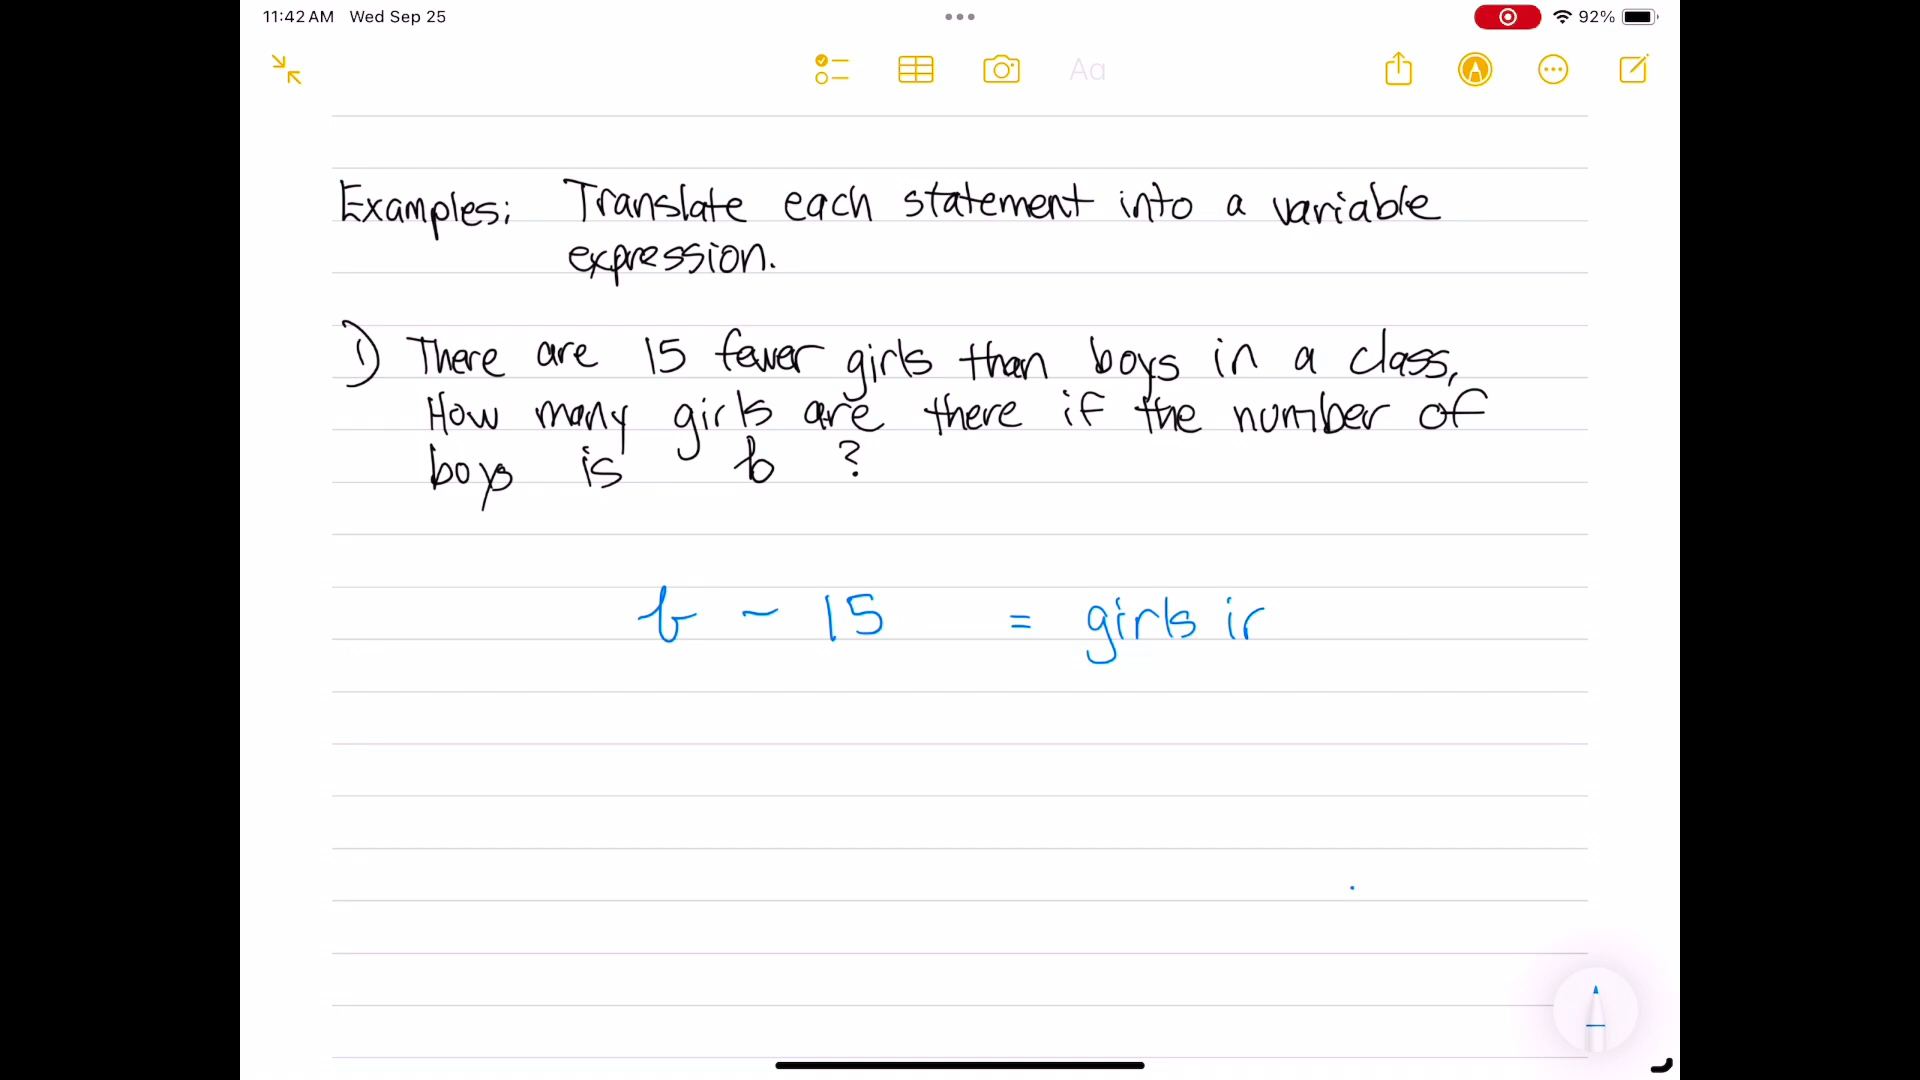 11:42 AM Wed Sep 25
92%
Aa
Examples: Translate each statement into a variable
expression.
1) There are 15 fewer girls than boys in a class.
How many girls are there if the number of
boys is b ?
b - 15 = girls ir